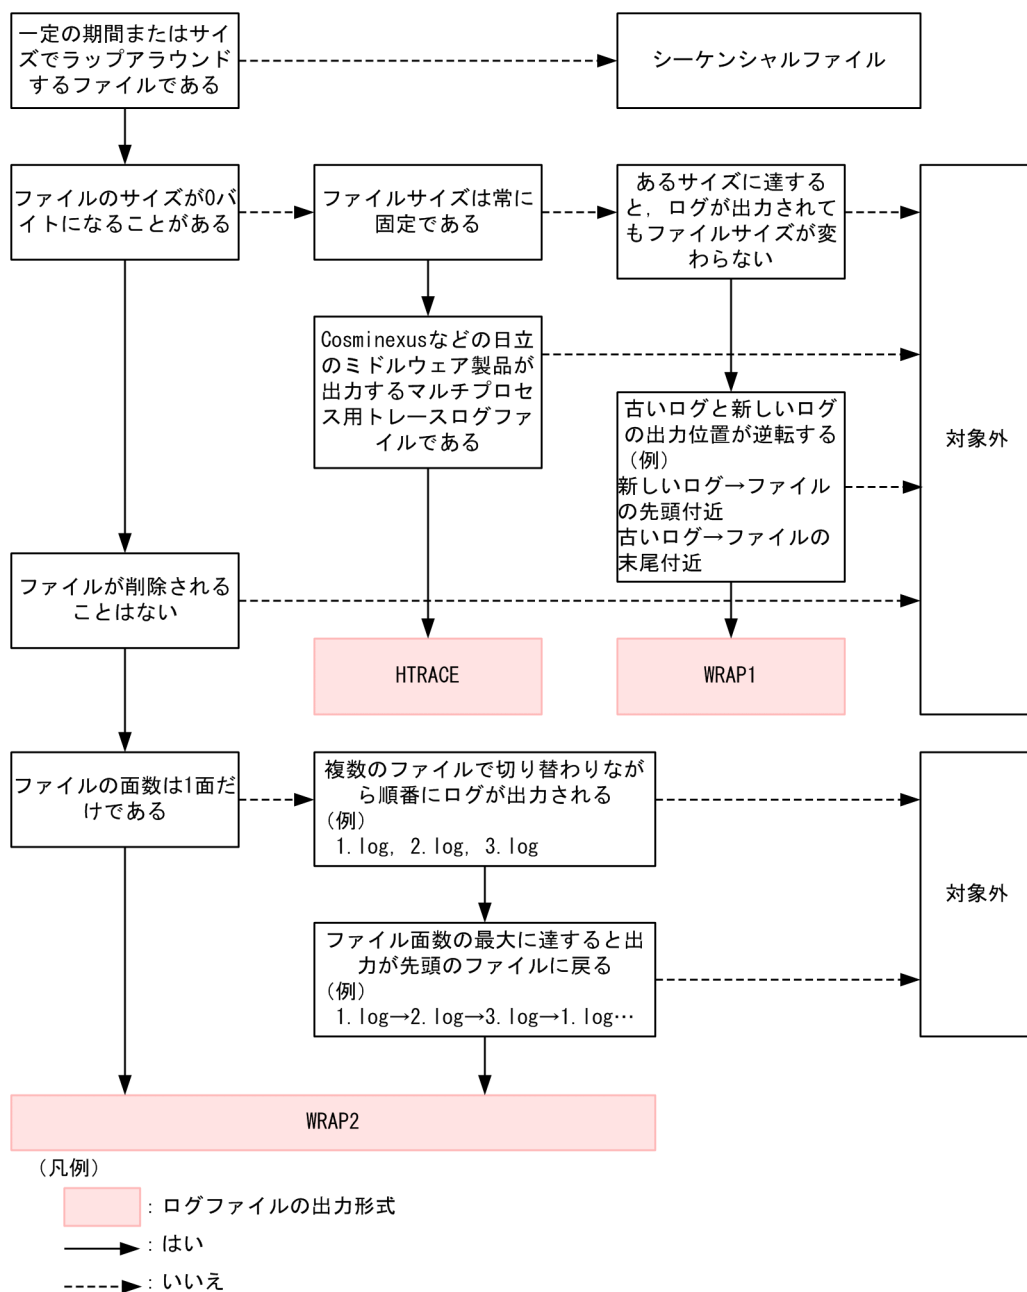 一定の期間またはサイ
ズでラップアラウンド
するファイルである
シーケンシャルファイル
ファイルのサイズが0バ
イトになることがある
ファイルサイズは常に
固定である
あるサイズに達する
と，ログが出力されて
もファイルサイズが変
わらない
Cosminexusなどの日立
のミドルウェア製品が
出力するマルチプロセ
ス用トレースログファ
イルである
古いログと新しいログ
の出力位置が逆転する
（例）
新しいログ→ファイル
の先頭付近
古いログ→ファイルの
末尾付近
対象外
ファイルが削除される
ことはない
HTRACE
WRAP1
ファイルの面数は1面だ
けである
複数のファイルで切り替わりなが
ら順番にログが出力される
（例）
1.log，2.log，3.log
対象外
ファイル面数の最大に達すると出
力が先頭のファイルに戻る
（例）
1.log→2.log→3.log→1.log…
WRAP2
（凡例）
：ログファイルの出力形式
：はい
：いいえ